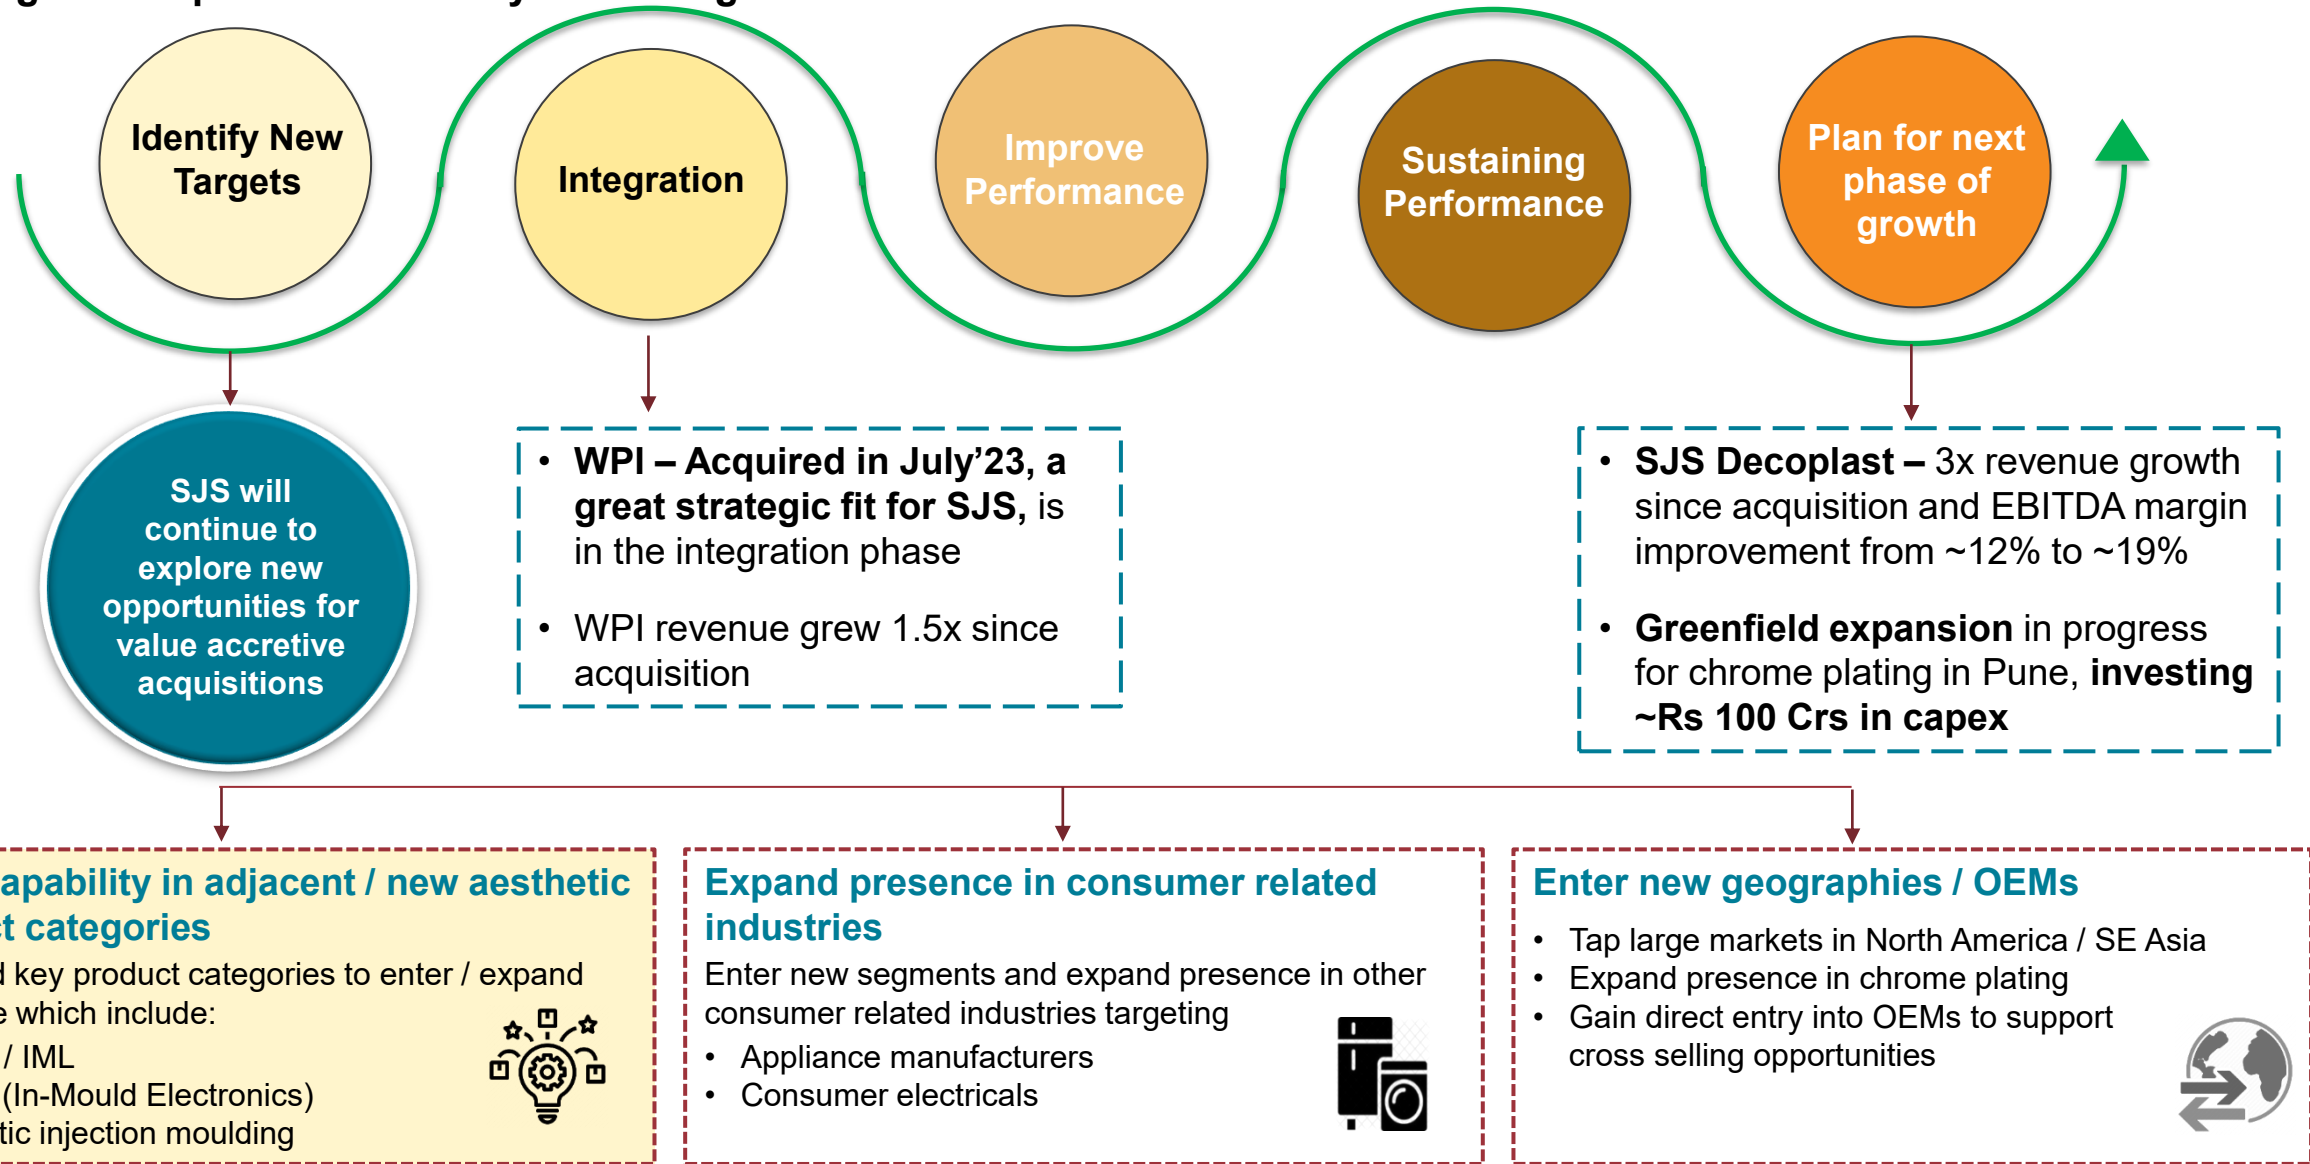 Identify New
Targets
Integration
Improve
Performance
Sustaining
Performance
Plan for next
phase of
growth
SJS will
continue to
explore new
opportunities for
value accretive
acquisitions
• WPI – Acquired in July’23, a
great strategic fit for SJS, is
in the integration phase
• WPI revenue grew 1.5x since
acquisition
• SJS Decoplast – 3x revenue growth
since acquisition and EBITDA margin
improvement from ~12% to ~19%
• Greenfield expansion in progress
for chrome plating in Pune, investing
~Rs 100 Crs in capex
apability in adjacent / new aesthetic
ct categories
d key product categories to enter / expand
e which include:
/ IML
(In-Mould Electronics)
tic injection moulding
Expand presence in consumer related
industries
Enter new segments and expand presence in other
consumer related industries targeting
• Appliance manufacturers
• Consumer electricals
Enter new geographies / OEMs
• Tap large markets in North America / SE Asia
• Expand presence in chrome plating
• Gain direct entry into OEMs to support
cross selling opportunities